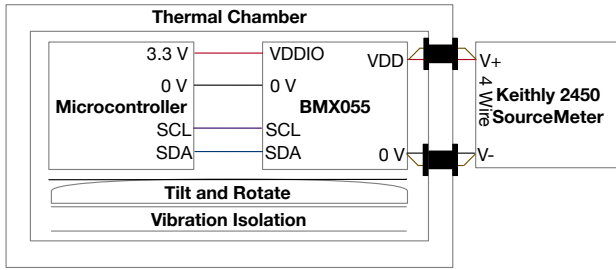 Thermal Chamber
3.3 V
VDDIO
VDD
V+
0 V
0 V
4 Wire
Keithly 2450
SourceMeter
Microcontroller
BMX055
SCL
SCL
SDA
SDA
0 V
V-
Tilt and Rotate
Vibration Isolation